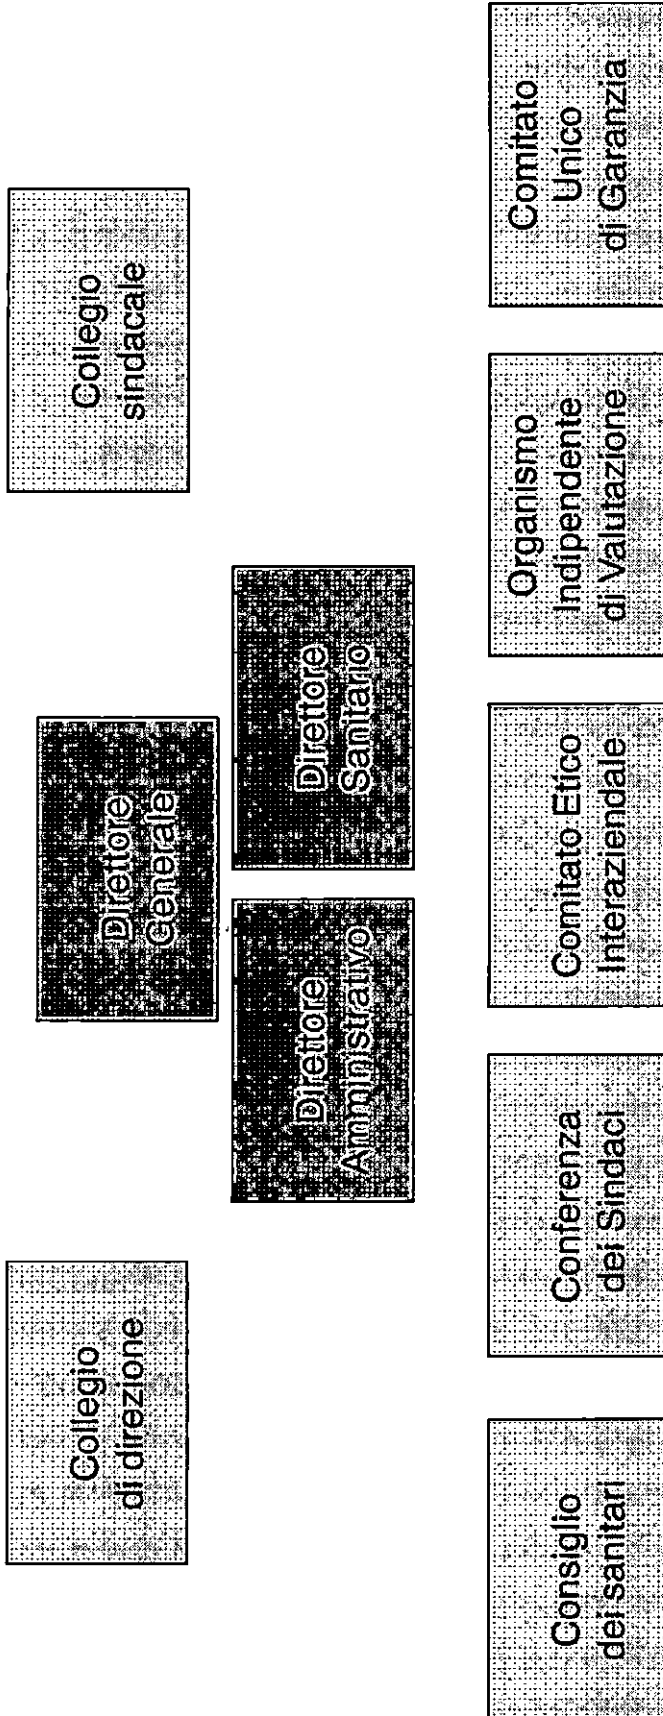 Collegio
di direzione
Direttore
Generale
Collegio
sindacale
Direttore
Amministrativo
Direttore
Sanitario
Consiglio
dei sanitari
Conferenza
dei Sindaci
Comitato Etico
Interaziendale
Organismo
Indipendente
di Valutazione
Comitato
Unico
di Garanzia